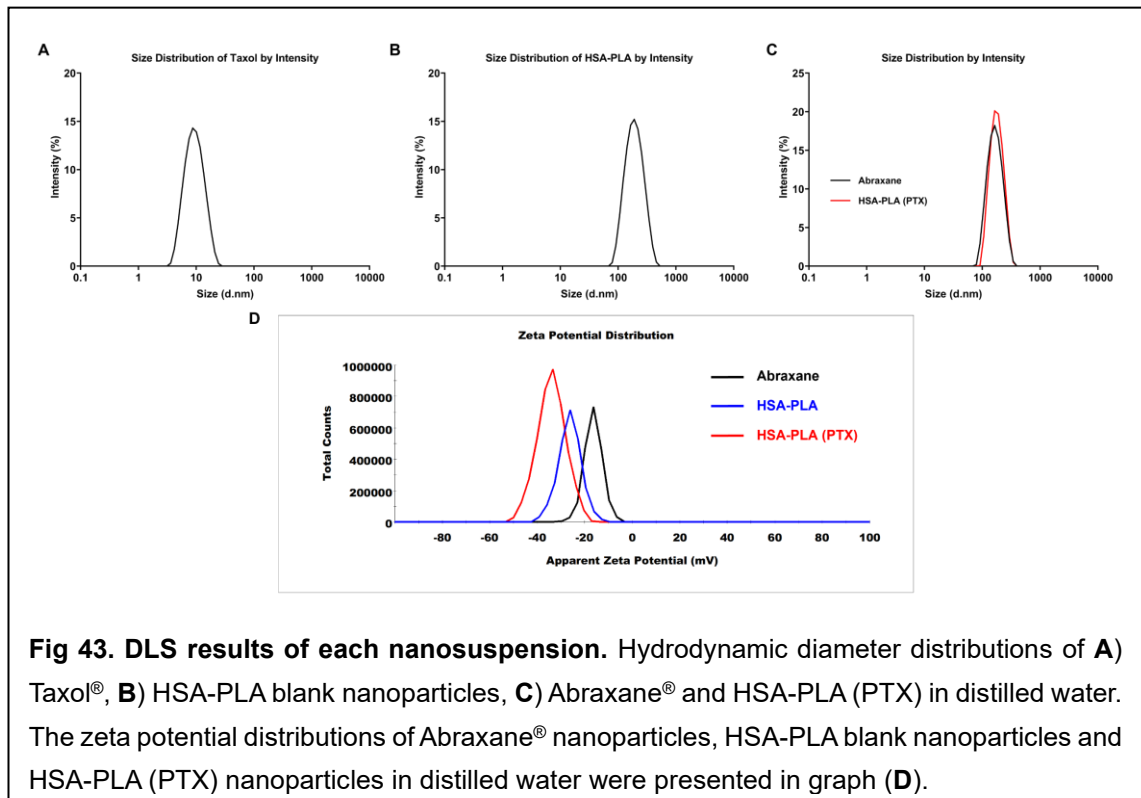 A
Size Distribution of Taxol by Intensity
20
15
10
5
0
Intensity (%)
0.1 1 10 100 1000 10000
Size (d.nm)
B
Size Distribution of HSA-PLA by Intensity
20
15
10
5
0
Intensity (%)
0.1 1 10 100 1000 10000
Size (d.nm)
C
Size Distribution by Intensity
25
20
15
10
5
0
Intensity (%)
Abraxane
HSA-PLA (PTX)
0.1 1 10 100 1000 10000
Size (d.nm)
D
Zeta Potential Distribution
1000000
800000
600000
400000
200000
0
Total Counts
Abraxane
HSA-PLA
HSA-PLA (PTX)
-80 -60 -40 -20 0 20 40 60 80 100
Apparent Zeta Potential (mV)
Fig 43. DLS results of each nanosuspension. Hydrodynamic diameter distributions of A)
Taxol®, B) HSA-PLA blank nanoparticles, C) Abraxane® and HSA-PLA (PTX) in distilled water.
The zeta potential distributions of Abraxane® nanoparticles, HSA-PLA blank nanoparticles and
HSA-PLA (PTX) nanoparticles in distilled water were presented in graph (D).